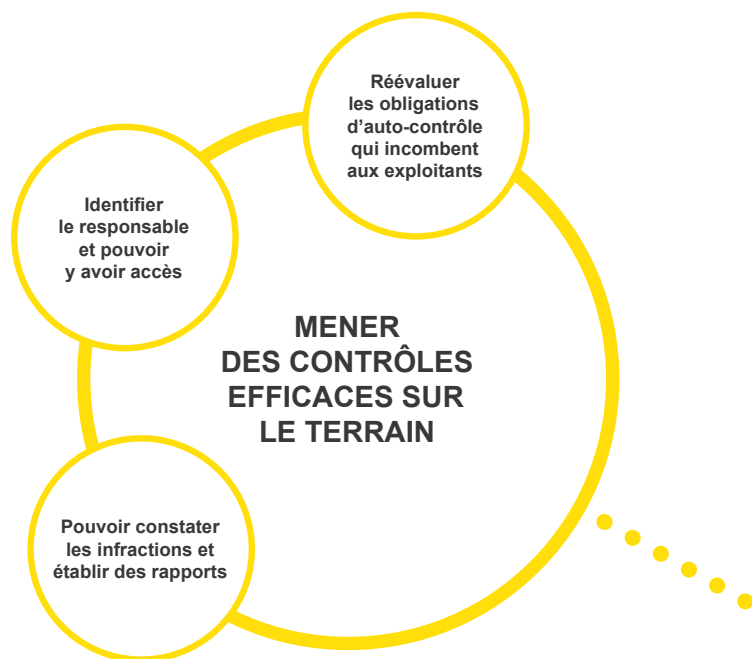 Réévaluer
les obligations
d'auto-contrôle
qui incombent
aux exploitants
Identifier
le responsable
et pouvoir
y avoir accès
MENER
DES CONTRÔLES
EFFICACES SUR
LE TERRAIN
Pouvoir constater
les infractions et
établir des rapports